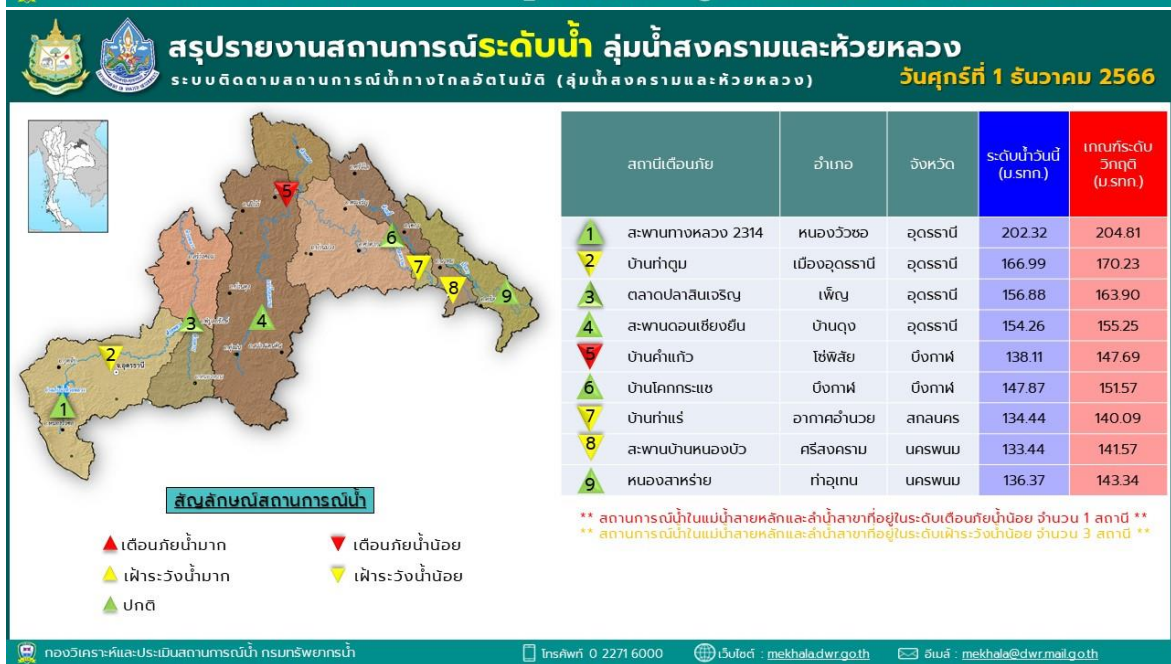 สรุปรายงานสถานการณ์ระดับน้ำ ลุ่มน้ำสงครามและห้วยหลวง
ระบบติดตามสถานการณ์น้ำทางไกลอัตโนมัติ (ลุ่มน้ำสงครามและห้วยหลวง)
วันศุกร์ที่ 1 ธันวาคม 2566
สถานีเตือนภัย อำเภอ จังหวัด ระดับน้ำวันนี้ (ม.รทก.) เกณฑ์ระดับวิกฤติ (ม.รทก.)
1 สะพานทางหลวง 2314 หนองวัวซอ อุดรธานี 202.32 204.81
2 บ้านท่าตูม เมืองอุดรธานี อุดรธานี 166.99 170.23
3 ตลาดปลาสินเจริญ เพ็ญ อุดรธานี 156.88 163.90
4 สะพานดอนเชียงยืน บ้านดุง อุดรธานี 154.26 155.25
5 บ้านคำแก้ว โซ่พิสัย บึงกาฬ 138.11 147.69
6 บ้านโคกกระแซ บึงกาฬ บึงกาฬ 147.87 151.57
7 บ้านท่าแร่ อากาศอำนวย สกลนคร 134.44 140.09
8 สะพานบ้านหนองบัว ศรีสงคราม นครพนม 133.44 141.57
9 หนองสาหร่าย ท่าอุเทน นครพนม 136.37 143.34
** สถานการณ์น้ำในแม่น้ำสายหลักและลำน้ำสาขาที่อยู่ในระดับเตือนภัยน้ำน้อย จำนวน 1 สถานี **
** สถานการณ์น้ำในแม่น้ำสายหลักและลำน้ำสาขาที่อยู่ในระดับเฝ้าระวังน้ำน้อย จำนวน 3 สถานี **
5
6
7
8
9
3
4
2
อ.อุดรธานี
1
สัญลักษณ์สถานการณ์น้ำ
เตือนภัยน้ำมาก เตือนภัยน้ำน้อย
เฝ้าระวังน้ำมาก เฝ้าระวังน้ำน้อย
ปกติ
กองวิเคราะห์และประเมินสถานการณ์น้ำ กรมทรัพยากรน้ำ โทรศัพท์ 0 2271 6000 เว็บไซต์ : mekhala.dwr.go.th อีเมล์ : mekhala@dwr.mail.go.th